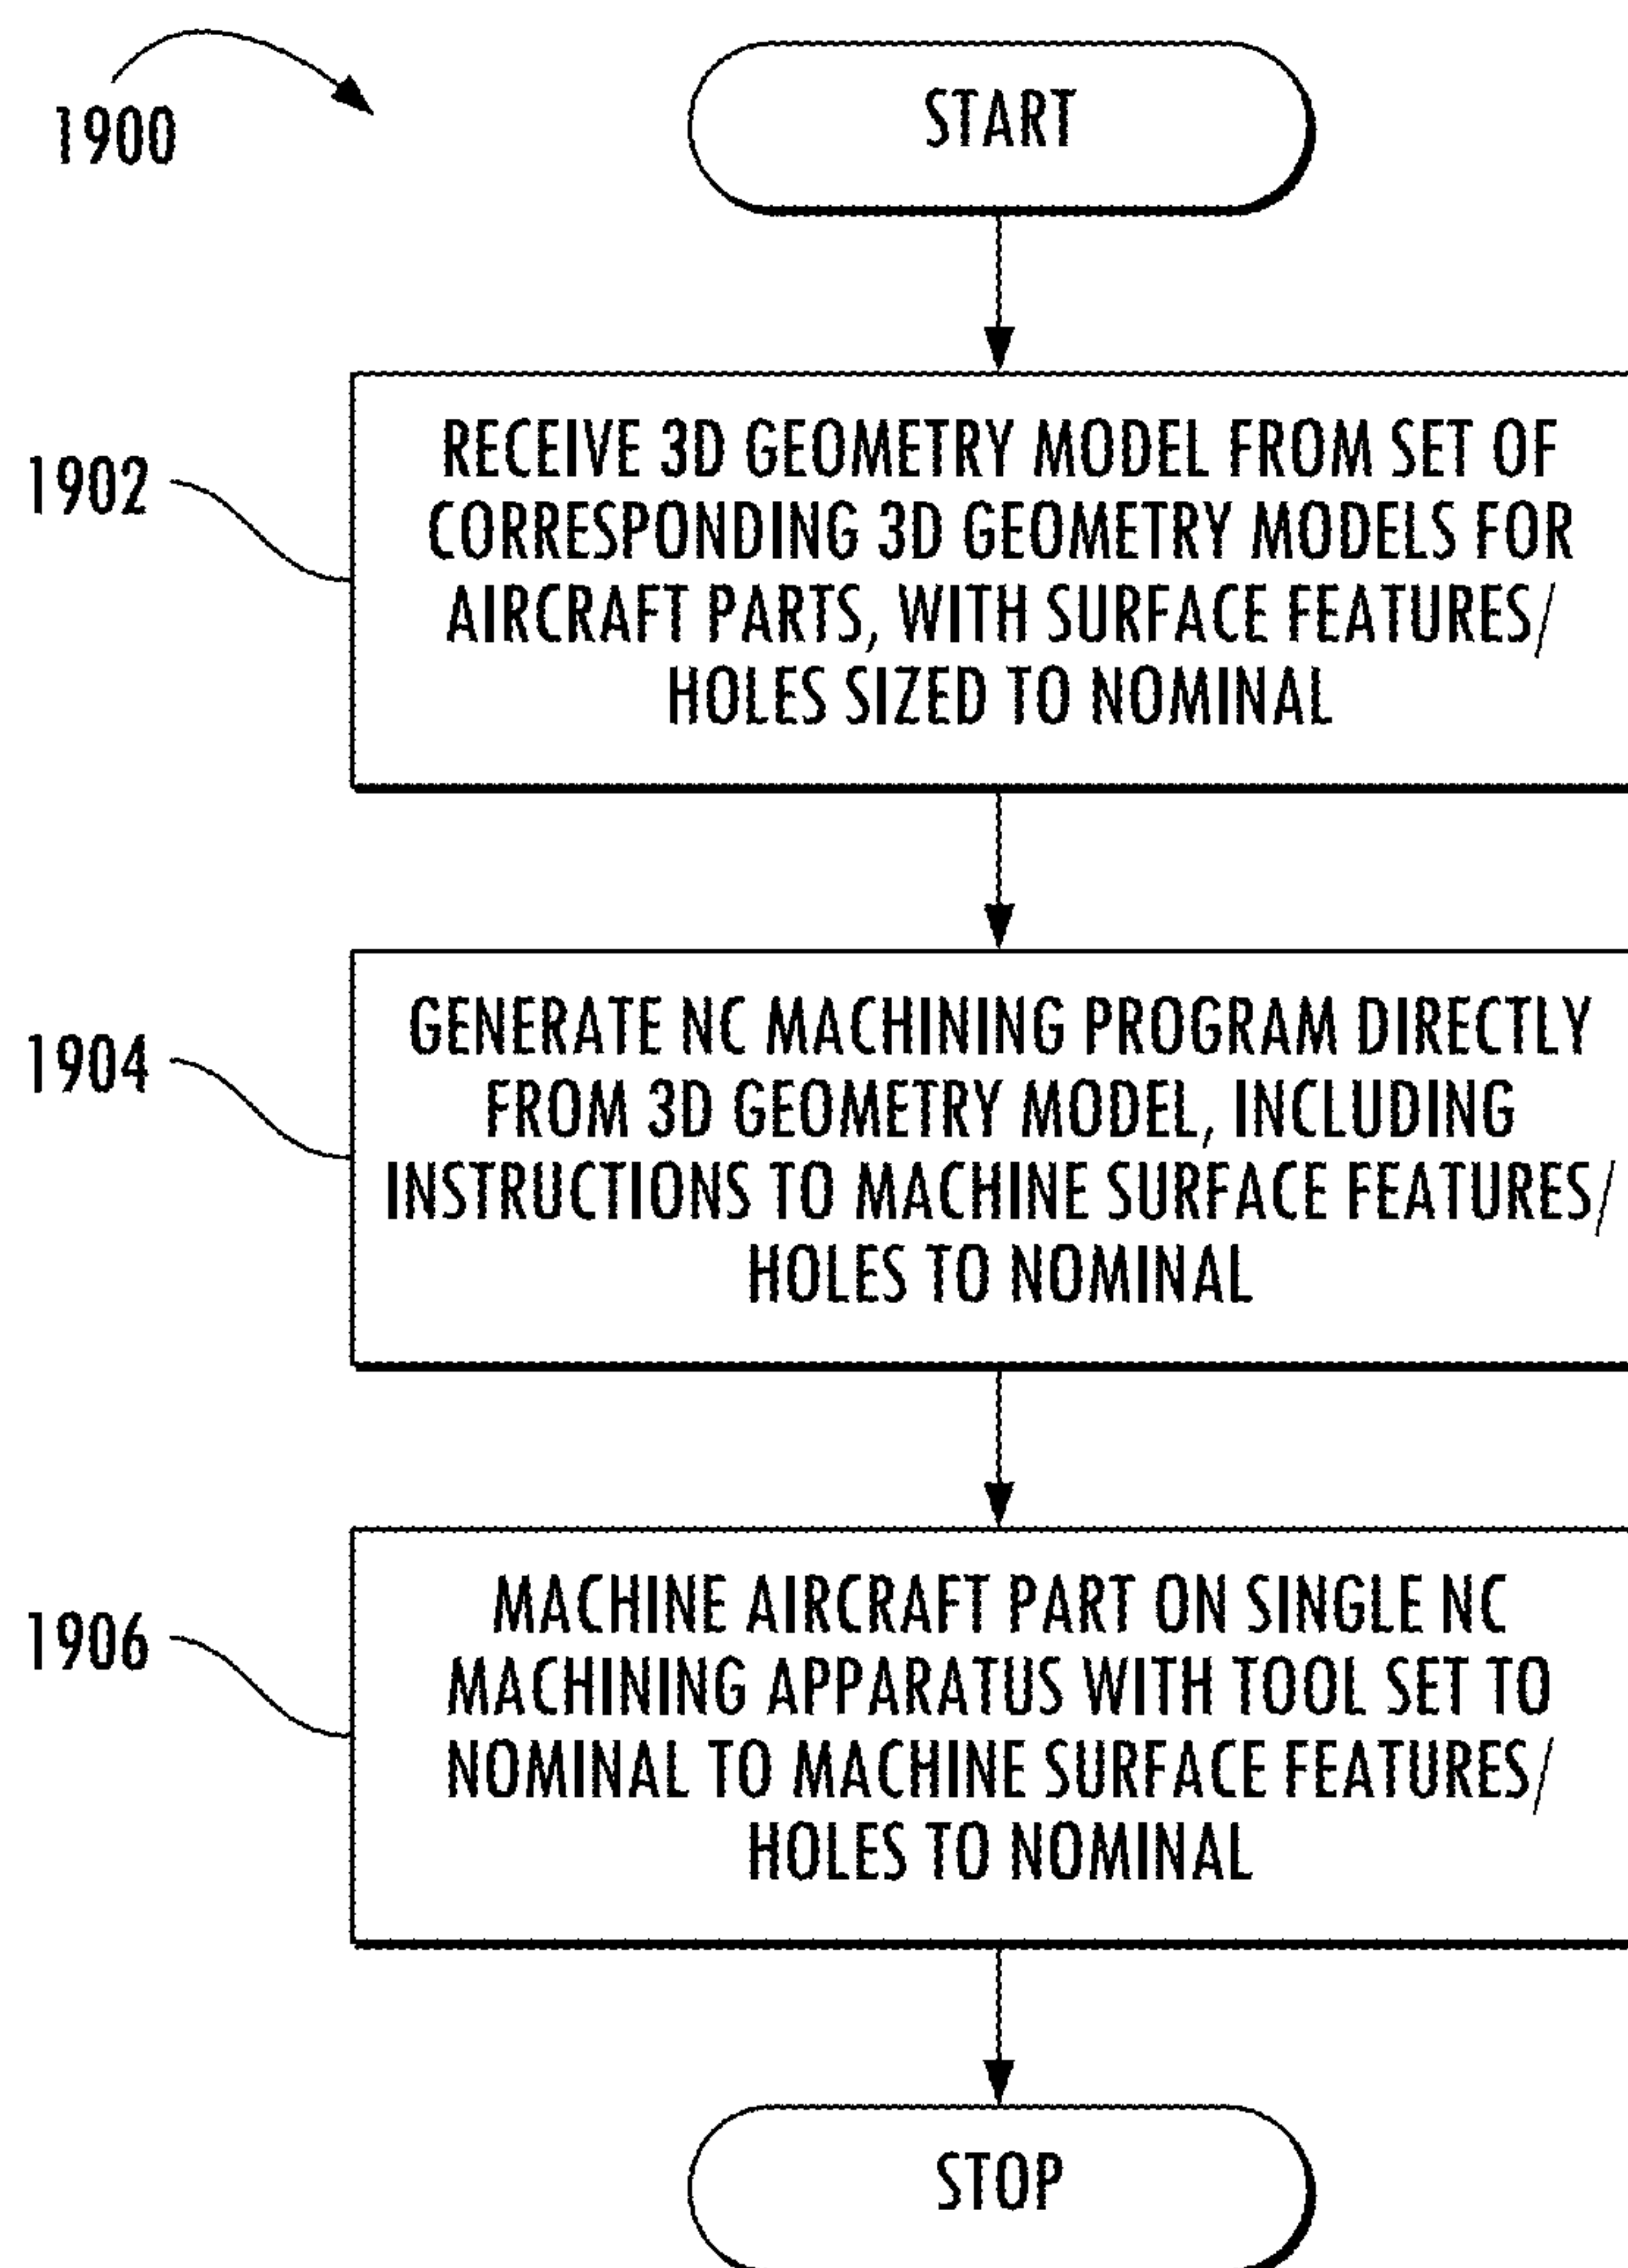 1900
START
1902
RECEIVE 3D GEOMETRY MODEL FROM SET OF
CORRESPONDING 3D GEOMETRY MODELS FOR
AIRCRAFT PARTS, WITH SURFACE FEATURES/
HOLES SIZED TO NOMINAL
1904
GENERATE NC MACHINING PROGRAM DIRECTLY
FROM 3D GEOMETRY MODEL, INCLUDING
INSTRUCTIONS TO MACHINE SURFACE FEATURES/
HOLES TO NOMINAL
1906
MACHINE AIRCRAFT PART ON SINGLE NC
MACHINING APPARATUS WITH TOOL SET TO
NOMINAL TO MACHINE SURFACE FEATURES/
HOLES TO NOMINAL
STOP